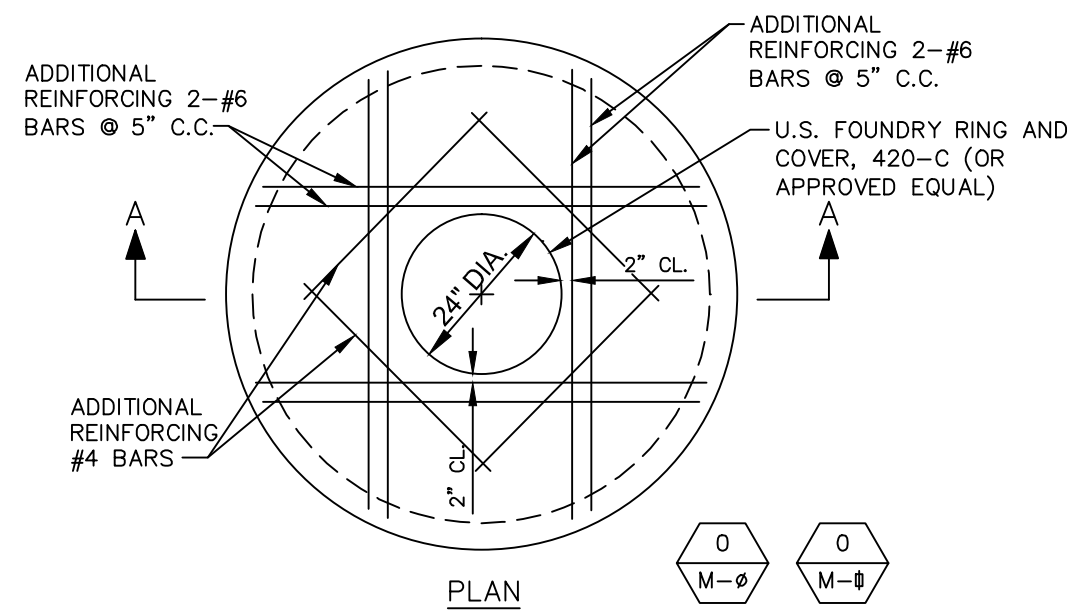 ADDITIONAL
REINFORCING 2-#6
BARS @ 5" C.C.
ADDITIONAL
REINFORCING 2-#6
BARS @ 5" C.C.
U.S. FOUNDRY RING AND
COVER, 420-C (OR
APPROVED EQUAL)
A
A
2" CL.
24" DIA.
ADDITIONAL
REINFORCING
#4 BARS
2" CL.
PLAN
0
M-ø
0